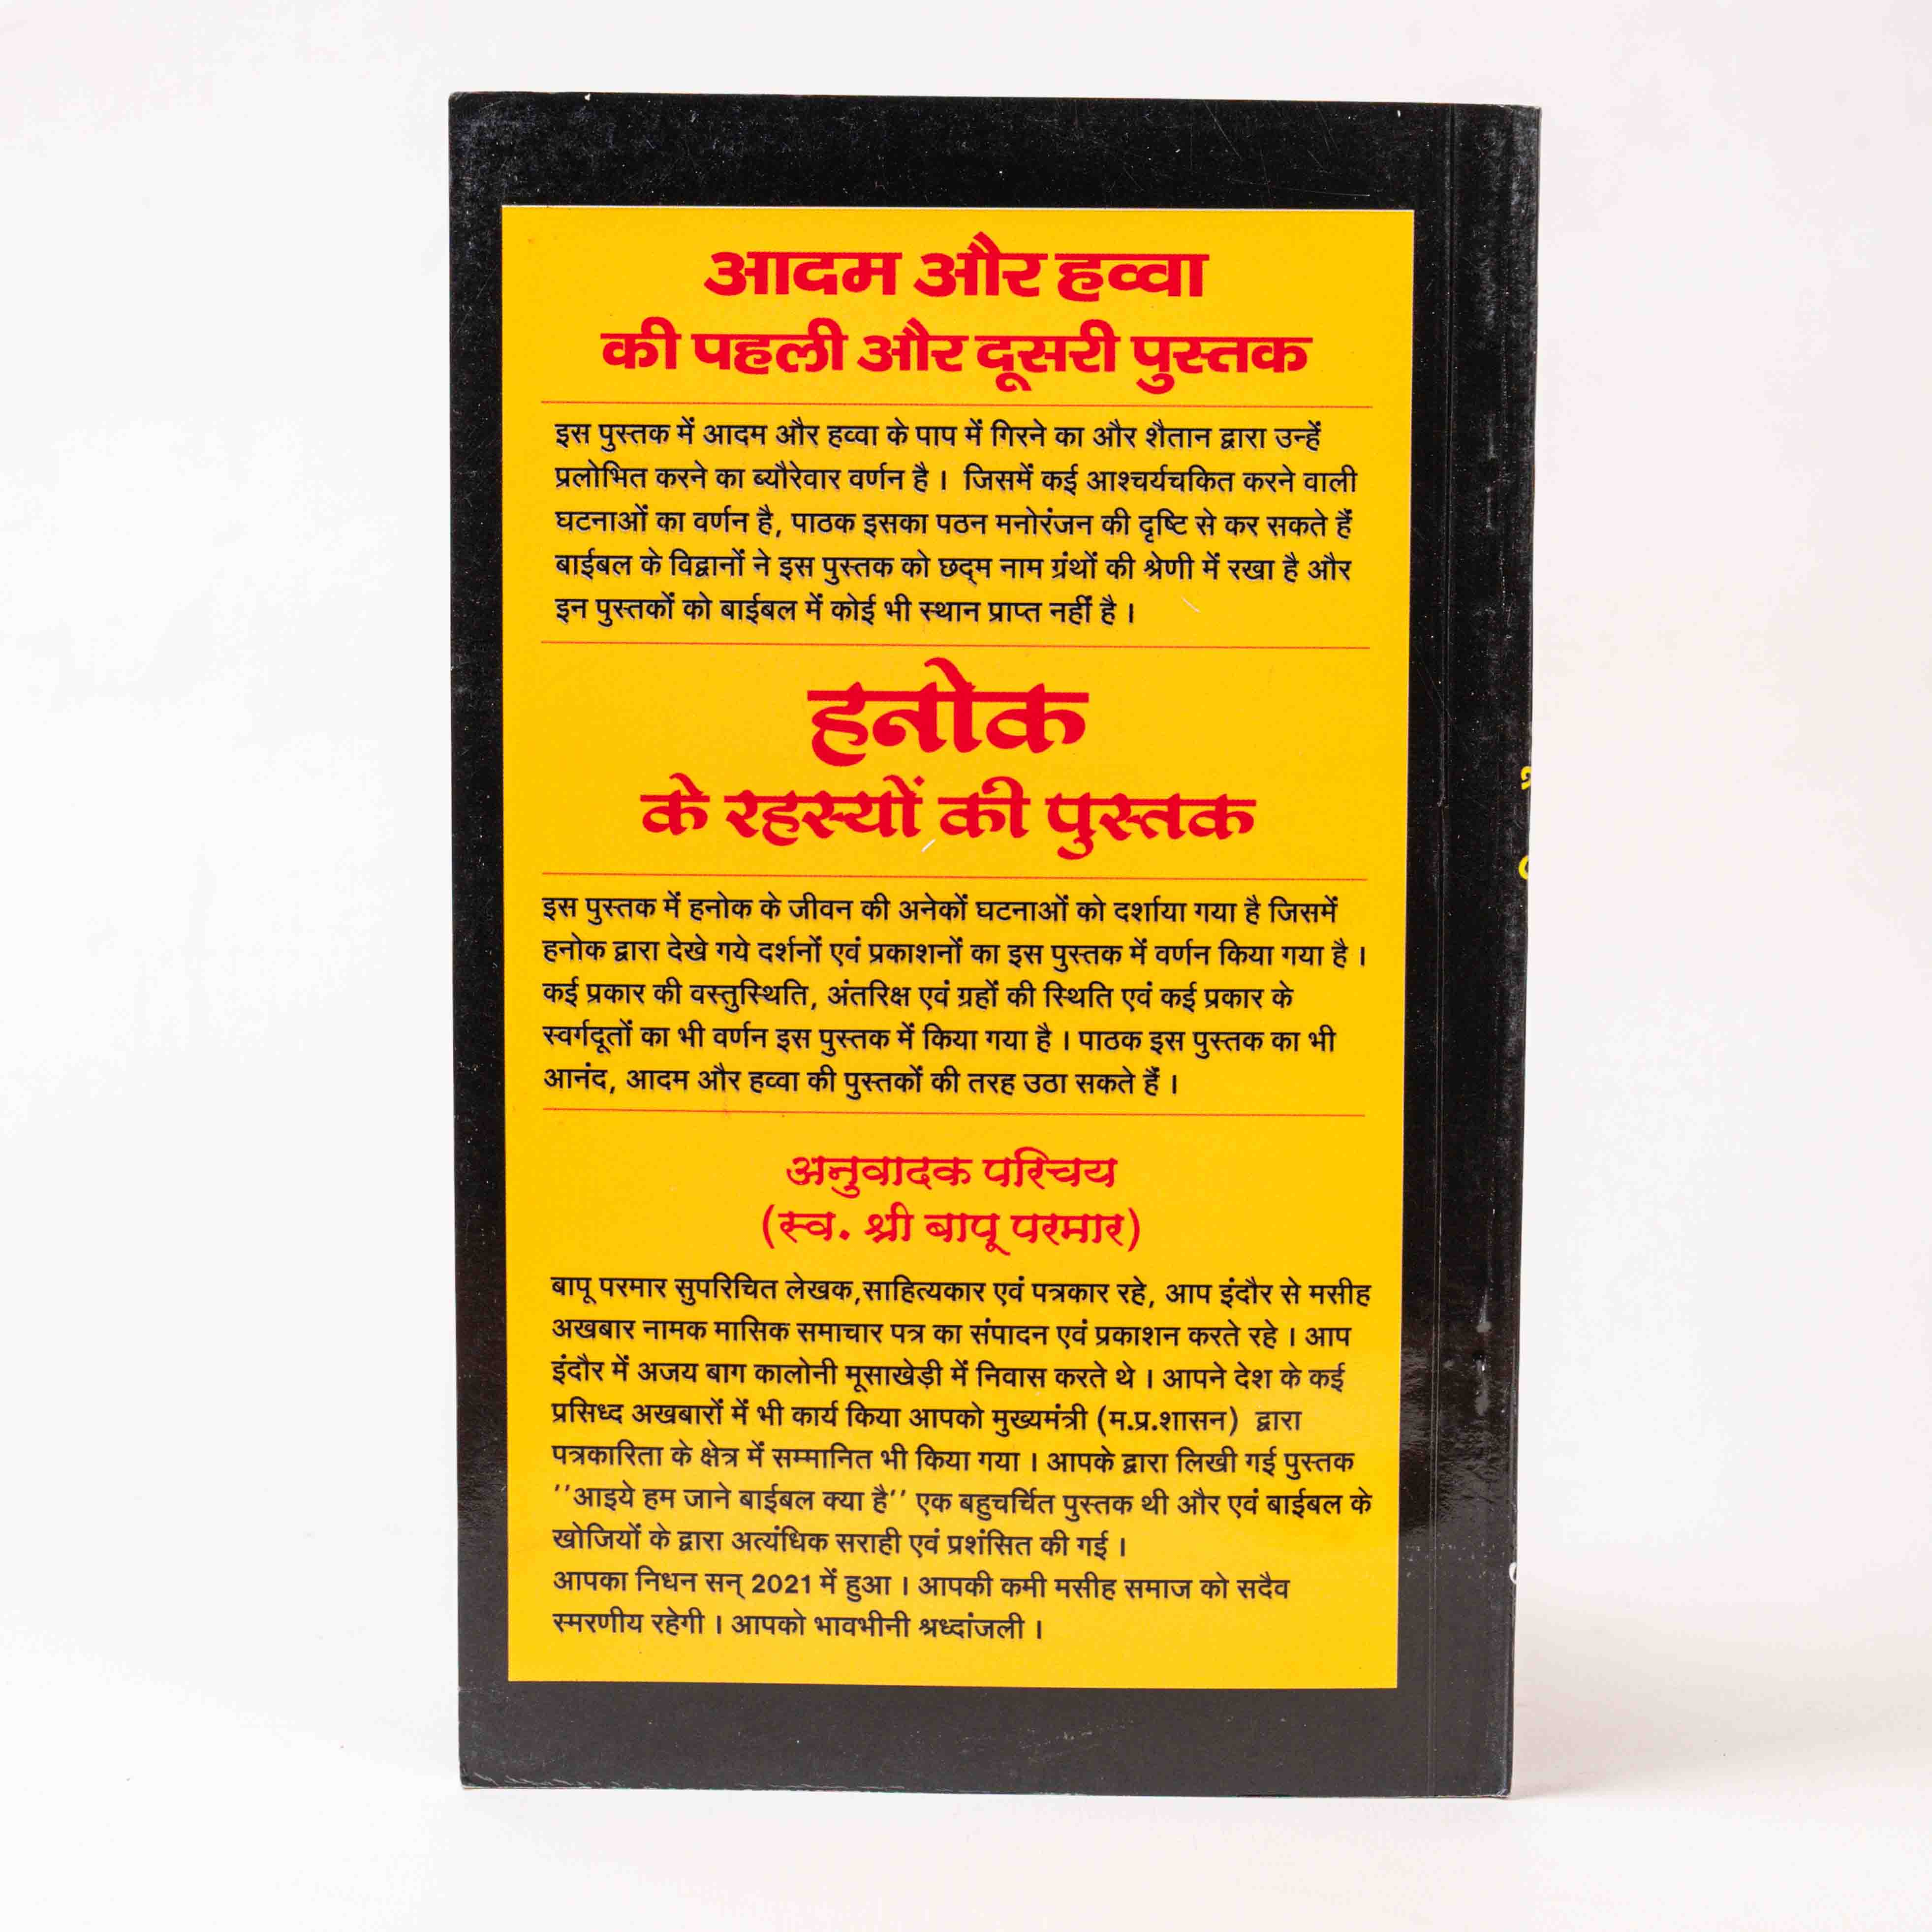 आदम और हव्वा
की पहली और दूसरी पुस्तक
इस पुस्तक में आदम और हव्वा के पाप में गिरने का और शैतान द्वारा उन्हें
प्रलोभित करने का ब्यौरेवार वर्णन है । जिसमें कई आश्चर्यचकित करने वाली
घटनाओं का वर्णन है, पाठक इसका पठन मनोरंजन की दृष्टि से कर सकते हैं
बाईबल के विद्वानों ने इस पुस्तक को छद्म नाम ग्रंथों की श्रेणी में रखा है और
इन पुस्तकों को बाईबल में कोई भी स्थान प्राप्त नहीं है ।
हनोक
के रहस्यों की पुस्तक
इस पुस्तक में हनोक के जीवन की अनेकों घटनाओं को दर्शाया गया है जिसमें
हनोक द्वारा देखे गये दर्शनों एवं प्रकाशनों का इस पुस्तक में वर्णन किया गया है ।
कई प्रकार की वस्तुस्थिति, अंतरिक्ष एवं ग्रहों की स्थिति एवं कई प्रकार के
स्वर्गदूतों का भी वर्णन इस पुस्तक में किया गया है । पाठक इस पुस्तक का भी
आनंद, आदम और हव्वा की पुस्तकों की तरह उठा सकते हैं ।
अनुवादक परिचय
(स्व. श्री बापू परमार)
बापू परमार सुपरिचित लेखक,साहित्यकार एवं पत्रकार रहे, आप इंदौर से मसीह
अखबार नामक मासिक समाचार पत्र का संपादन एवं प्रकाशन करते रहे । आप
इंदौर में अजय बाग कालोनी मूसाखेड़ी में निवास करते थे । आपने देश के कई
प्रसिध्द अखबारों में भी कार्य किया आपको मुख्यमंत्री (म.प्र.शासन) द्वारा
पत्रकारिता के क्षेत्र में सम्मानित भी किया गया । आपके द्वारा लिखी गई पुस्तक
''आइये हम जाने बाईबल क्या है'' एक बहुचर्चित पुस्तक थी और एवं बाईबल के
खोजियों के द्वारा अत्यंधिक सराही एवं प्रशंसित की गई ।
आपका निधन सन् 2021 में हुआ । आपकी कमी मसीह समाज को सदैव
स्मरणीय रहेगी । आपको भावभीनी श्रध्दांजली ।